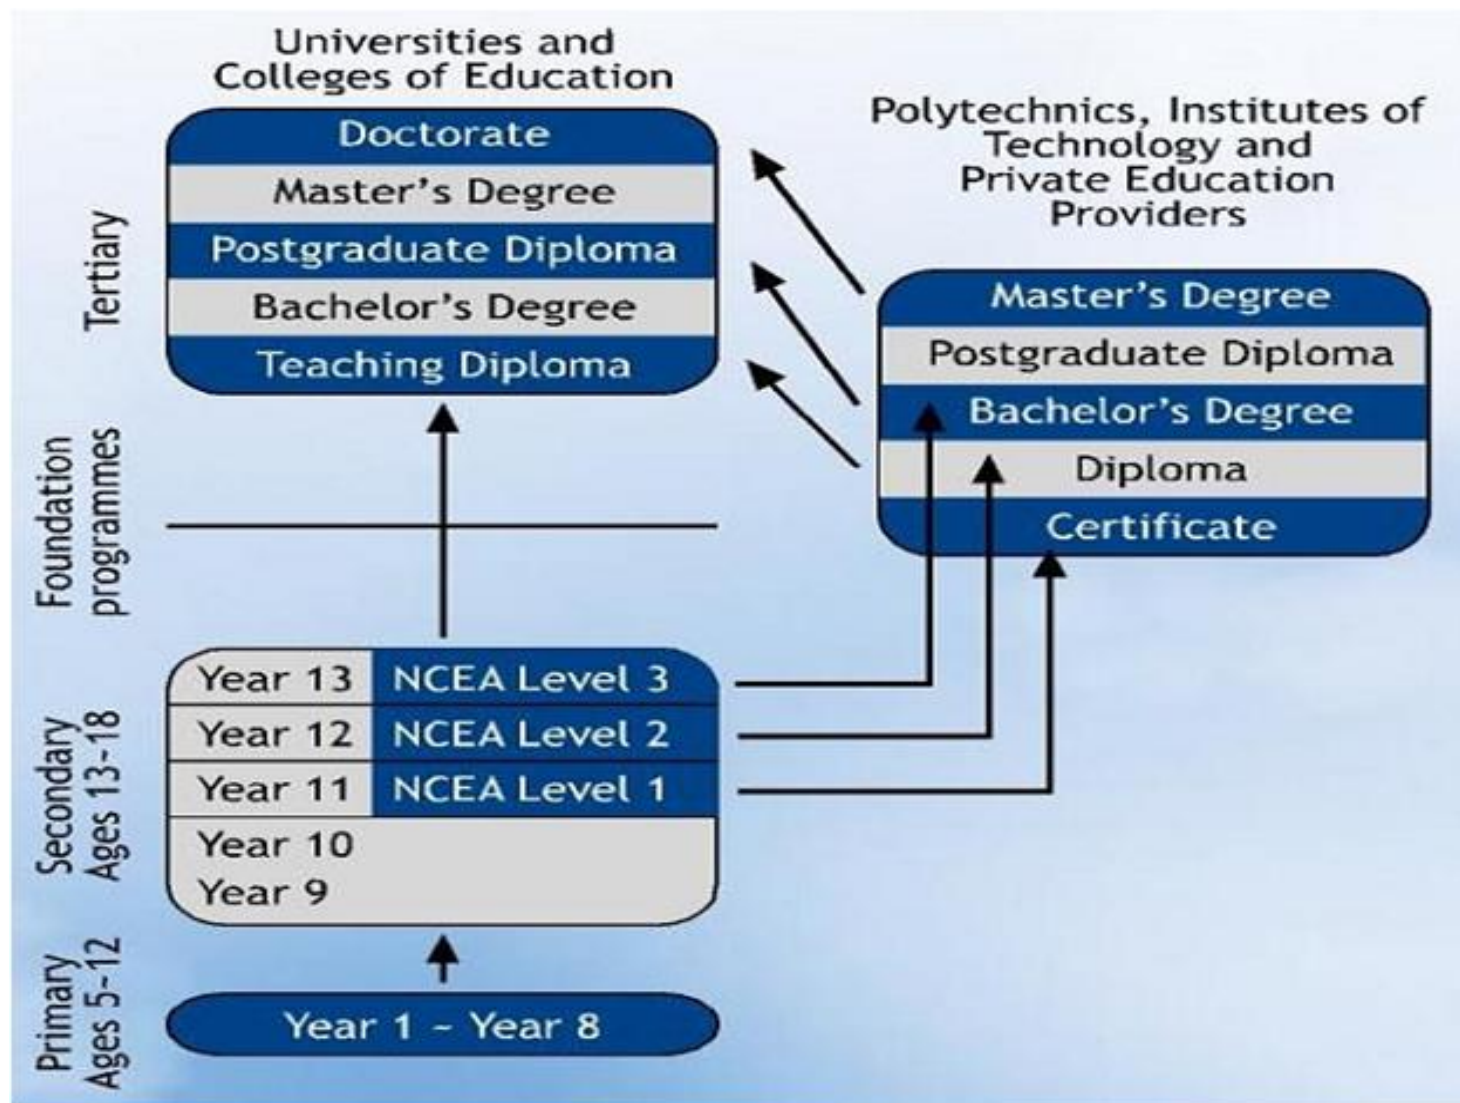 Universities and
Colleges of Education
Doctorate
Master's Degree
Postgraduate Diploma
Bachelor's Degree
Teaching Diploma
Polytechnics, Institutes of
Technology and
Private Education
Providers
Master's Degree
Postgraduate Diploma
Bachelor's Degree
Diploma
Certificate
Tertiary
Foundation
programmes
Secondary
Ages 13~18
Year 13 NCEA Level 3
Year 12 NCEA Level 2
Year 11 NCEA Level 1
Year 10
Year 9
Primary
Ages 5~12
Year 1 ~ Year 8